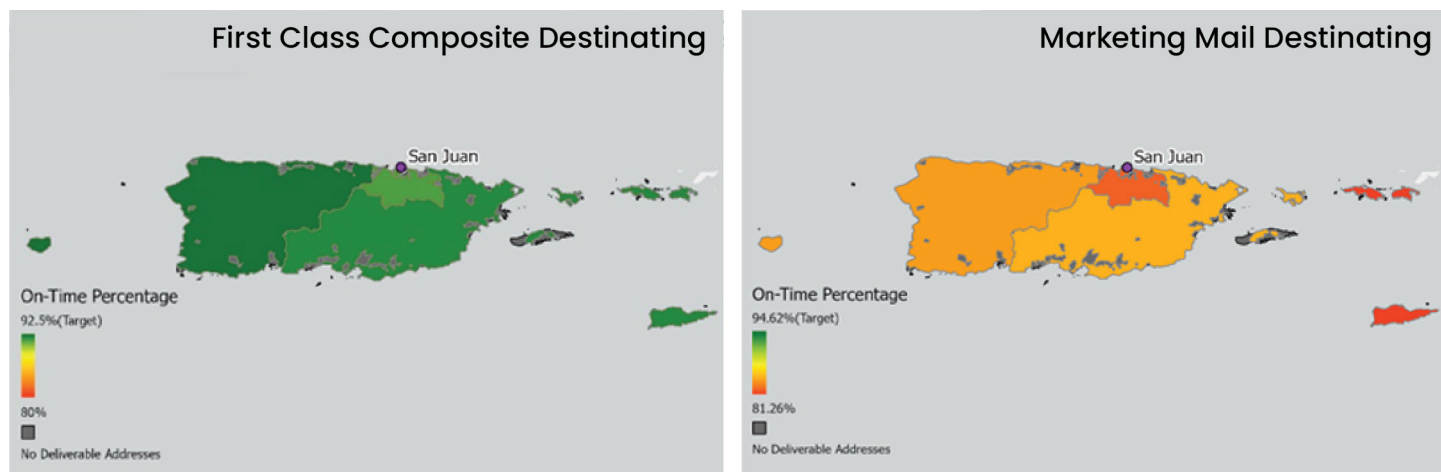 First Class Composite Destinating
San Juan
On-Time Percentage
92.5%(Target)
80%
No Deliverable Addresses
Marketing Mail Destinating
San Juan
On-Time Percentage
94.62%(Target)
81.26%
No Deliverable Addresses